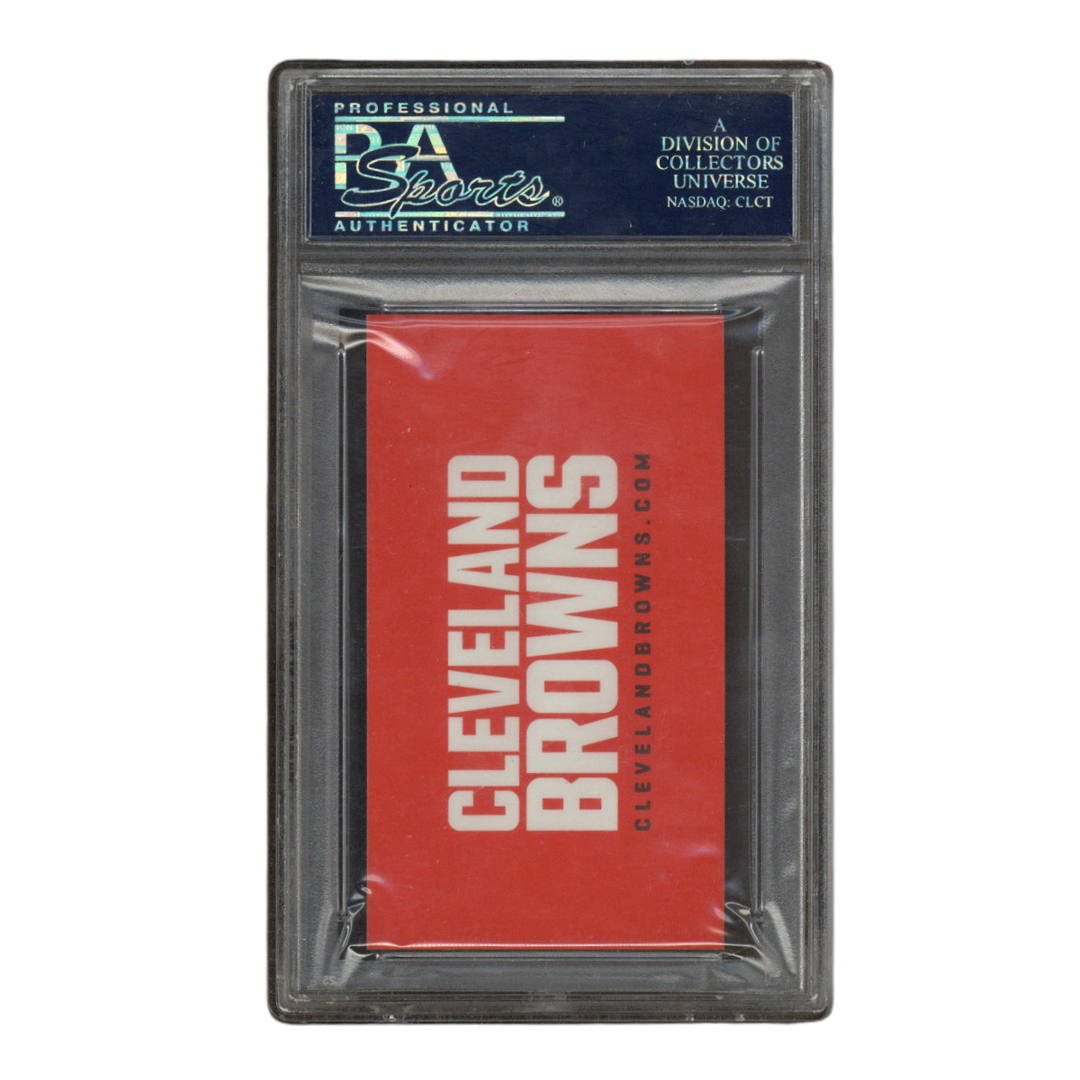 PROFESSIONAL
PSA
Sports®
AUTHENTICATOR
A
DIVISION OF
COLLECTORS
UNIVERSE
NASDAQ: CLCT
CLEVELAND
BROWNS
CLEVELANDBROWNS.COM